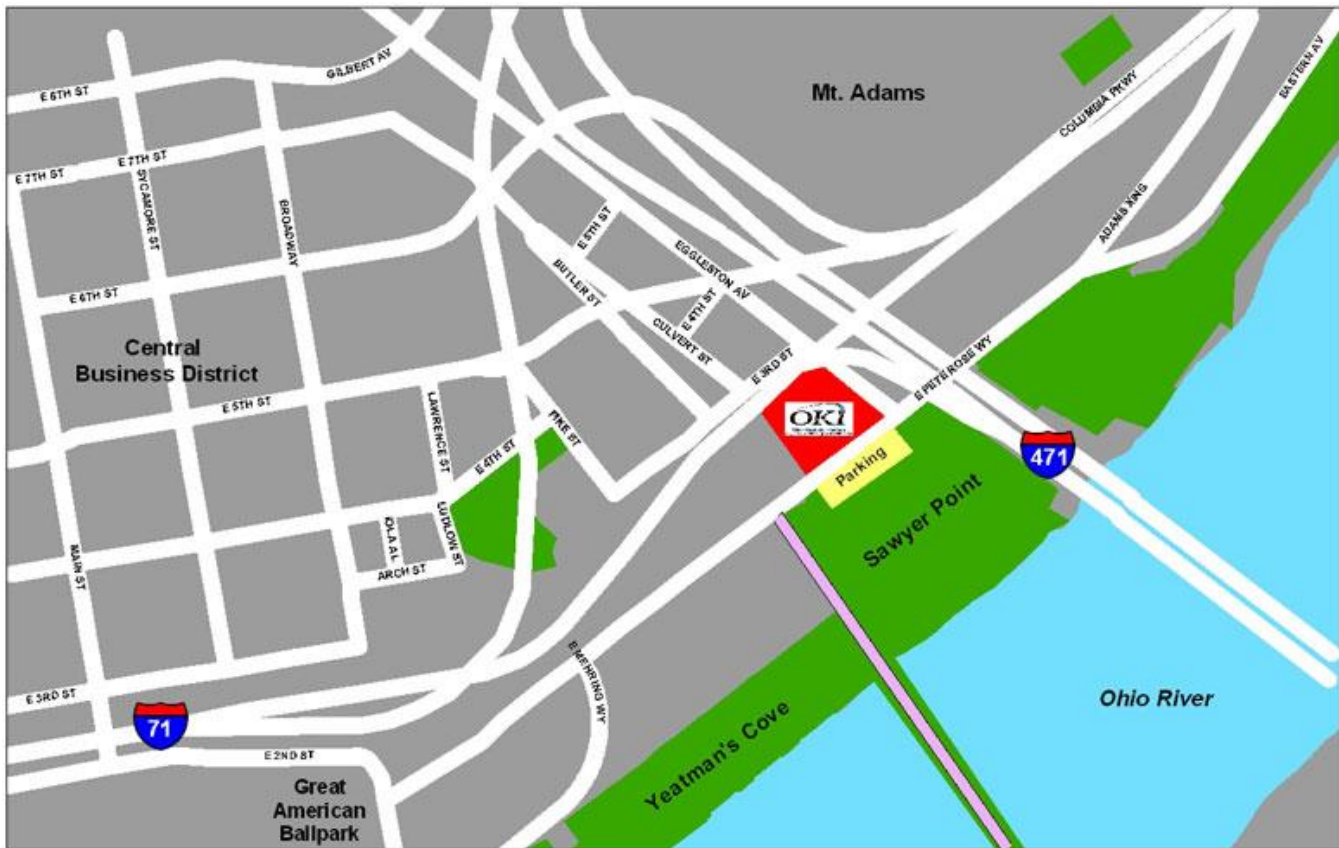 GILBERT AV
E 6TH ST
Mt. Adams
COLUMBIA PKWY
EASTERN AV
E 7TH ST
E 7TH ST
SYCAMORE ST
BROADWAY
ADAMS XING
E 5TH ST
EGGLESTON AV
BUTLER ST
E 4TH ST
CULVERT ST
E 6TH ST
Central
Business District
E 3RD ST
E PETE ROSE WY
E 5TH ST
LAWRENCE ST
PIKE ST
E 4TH ST
OKI
Parking
471
Sawyer Point
MAIN ST
LUDLOW ST
ARCH ST
E MEHRING WY
E 3RD ST
71
E 2ND ST
Yeatman's Cove
Ohio River
Great
American
Ballpark